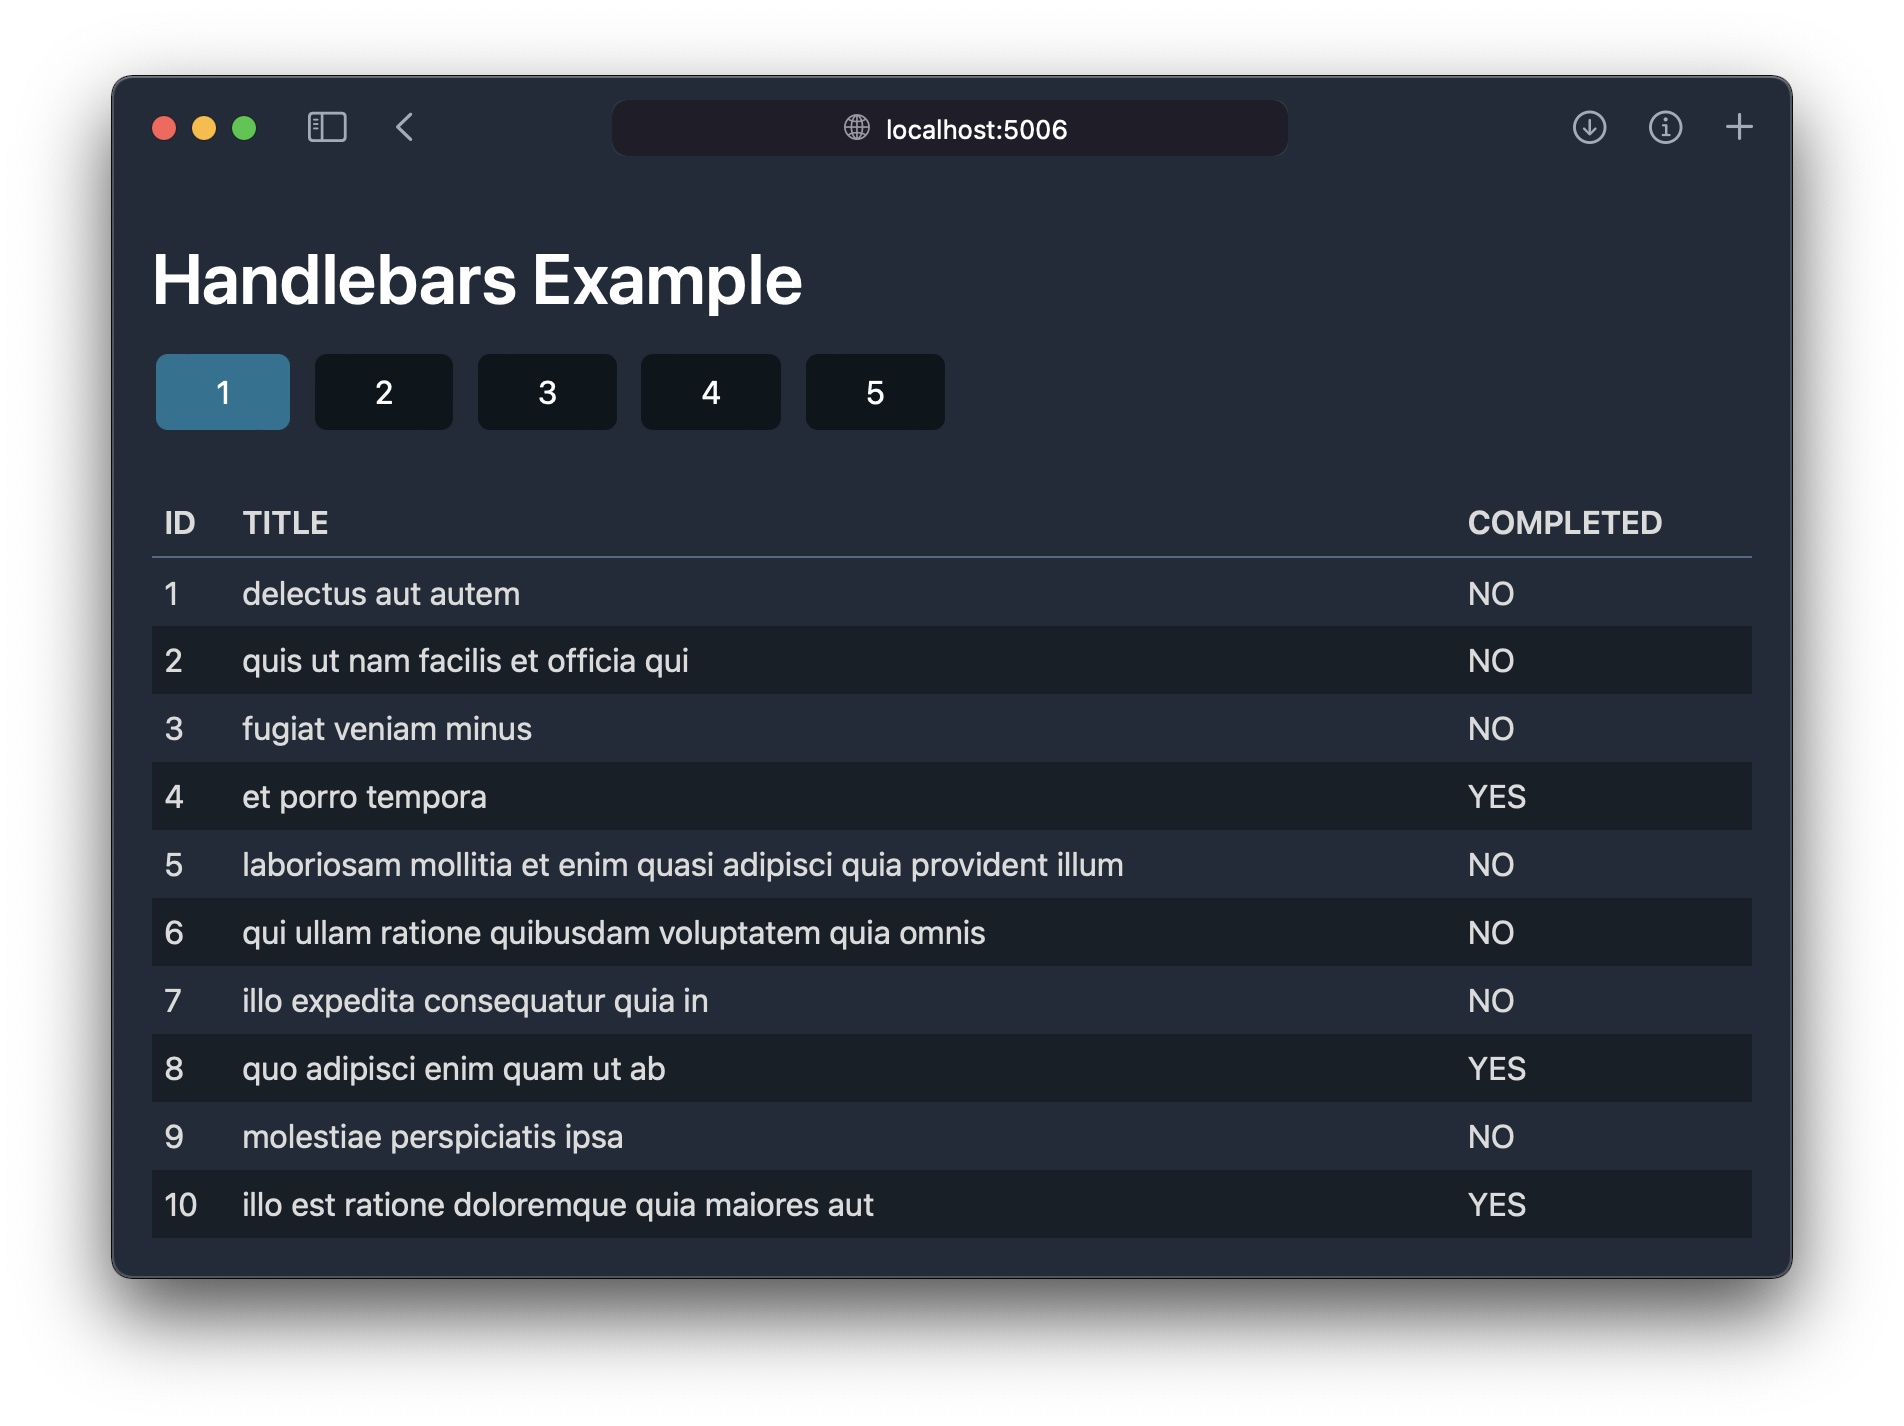 localhost:5006
Handlebars Example
1 2 3 4 5
ID TITLE COMPLETED
1 delectus aut autem NO
2 quis ut nam facilis et officia qui NO
3 fugiat veniam minus NO
4 et porro tempora YES
5 laboriosam mollitia et enim quasi adipisci quia provident illum NO
6 qui ullam ratione quibusdam voluptatem quia omnis NO
7 illo expedita consequatur quia in NO
8 quo adipisci enim quam ut ab YES
9 molestiae perspiciatis ipsa NO
10 illo est ratione doloremque quia maiores aut YES